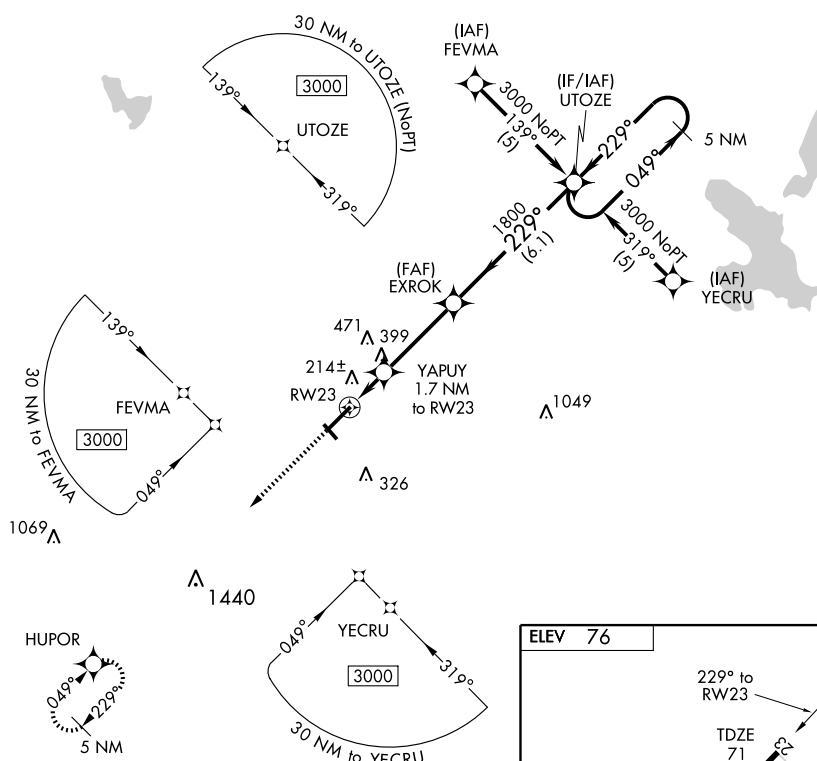 30 NM to UTOZE (NoPT)
3000
139°
UTOZE
319°
(IAF)
FEVMA
3000 NoPT
139°
(5)
(IF/IAF)
UTOZE
229°
049°
5 NM
3000 NoPT
319°
(5)
(IAF)
YECRU
1800
229°
(6.1)
(FAF)
EXROK
471
399
214±
RW23
YAPUY
1.7 NM
to RW23
1049
326
139°
FEVMA
3000
049°
30 NM to FEVMA
1069
1440
HUPOR
049°
229°
5 NM
049°
YECRU
3000
319°
30 NM to YECRU
ELEV 76
229° to
RW23
TDZE
71
23